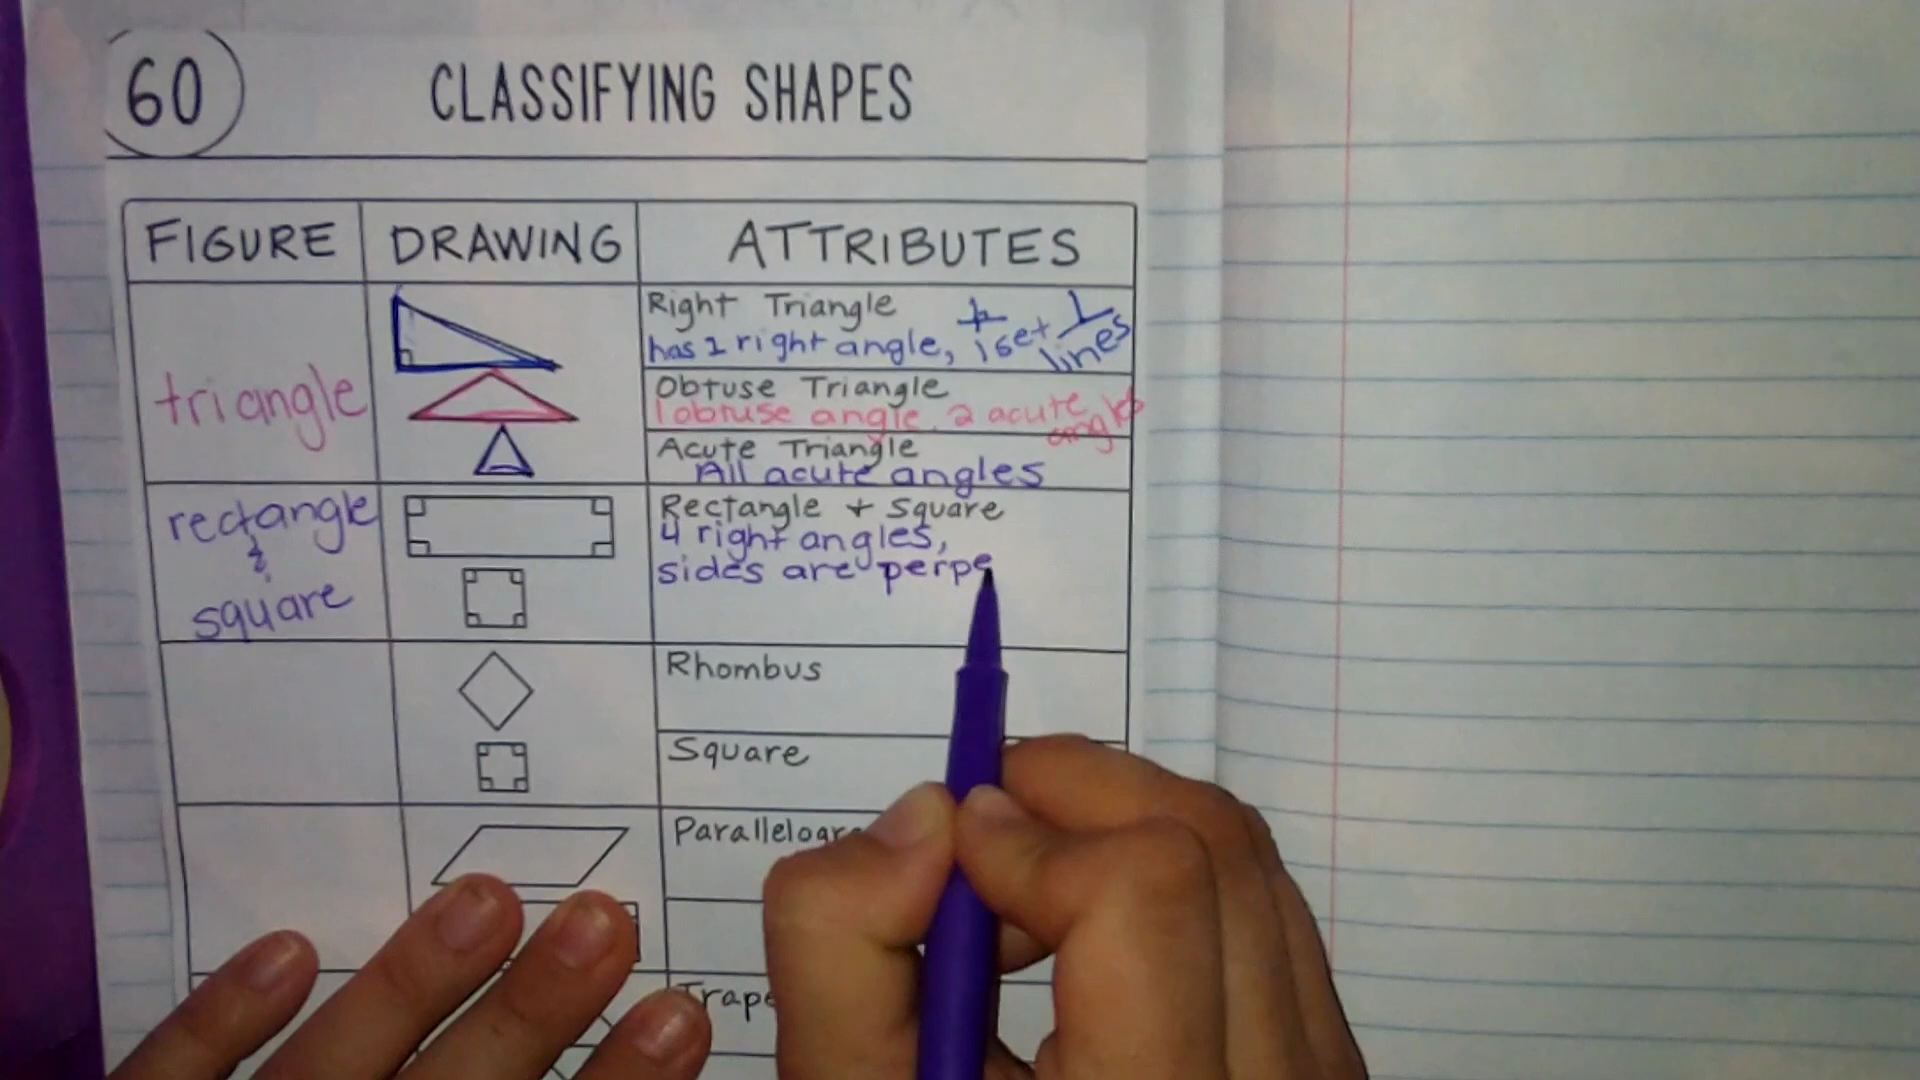 60
CLASSIFYING SHAPES
FIGURE DRAWING ATTRIBUTES
triangle
Right Triangle
has 1 right angle, 1 set ⊥ lines
Obtuse Triangle
1 obtuse angle, 2 acute angles
Acute Triangle
All acute angles
rectangle
&
square
Rectangle + Square
4 right angles,
sides are perpe
Rhombus
Square
Parallelogr
Trape